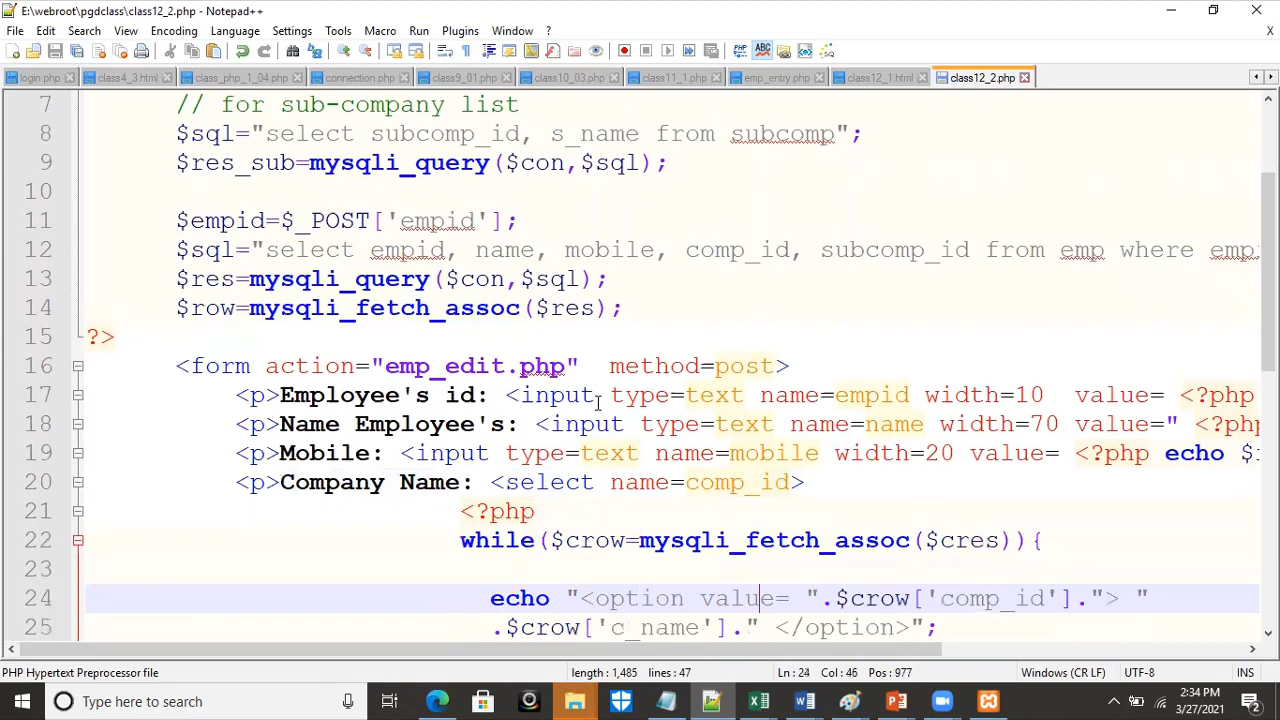 E:\webroot\pgdclass\class12_2.php - Notepad++
File Edit Search View Encoding Language Settings Tools Macro Run Plugins Window ? X
login.php class4_3.html class_php_1_04.php connection.php class9_01.php class10_03.php class11_1.php emp_entry.php class12_1.html class12_2.php
7 // for sub-company list
8 $sql="select subcomp_id, s_name from subcomp";
9 $res_sub=mysqli_query($con,$sql);
10
11 $empid=$_POST['empid'];
12 $sql="select empid, name, mobile, comp_id, subcomp_id from emp where emp
13 $res=mysqli_query($con,$sql);
14 $row=mysqli_fetch_assoc($res);
15 ?>
16 <form action="emp_edit.php" method=post>
17 <p>Employee's id: <input type=text name=empid width=10 value= <?php
18 <p>Name Employee's: <input type=text name=name width=70 value=" <?php
19 <p>Mobile: <input type=text name=mobile width=20 value= <?php echo $
20 <p>Company Name: <select name=comp_id>
21 <?php
22 while($crow=mysqli_fetch_assoc($cres)){
23
24 echo "<option value= ".$crow['comp_id']."> "
25 .$crow['c_name']." </option>";
PHP Hypertext Preprocessor file length : 1,485 lines : 47 Ln : 24 Col : 46 Pos : 977 Windows (CR LF) UTF-8 INS
Type here to search 2:34 PM
3/27/2021 2